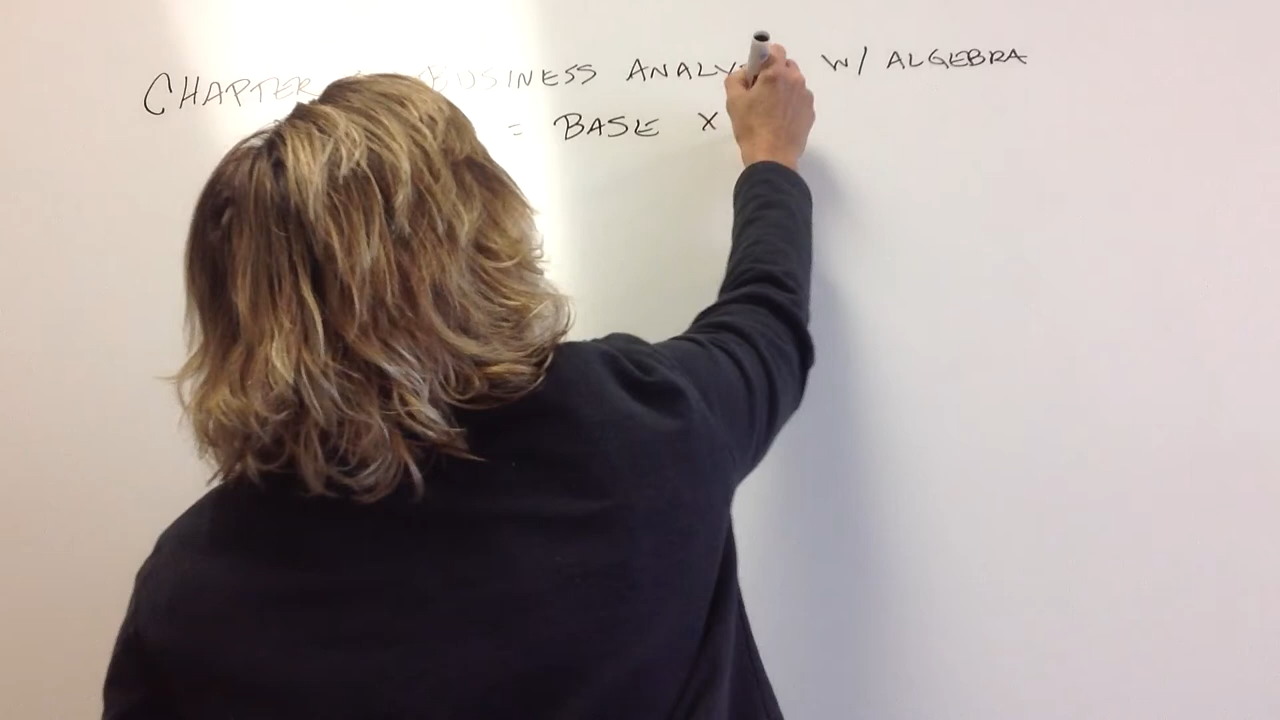 CHAPTER BUSINESS ANALY W/ ALGEBRA
= BASE X